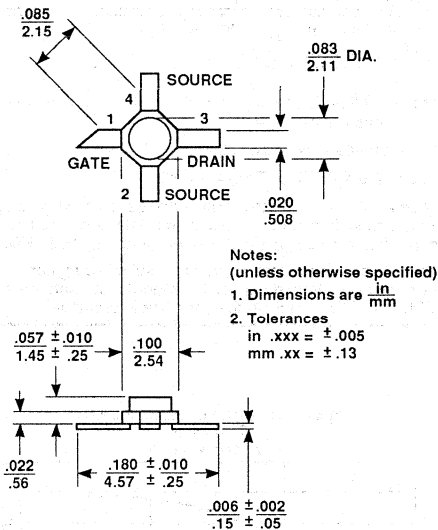 .085
2.15
SOURCE
4
.083
2.11 DIA.
1
3
GATE
DRAIN
2
SOURCE
.020
.508
Notes:
(unless otherwise specified)
1. Dimensions are in
mm
2. Tolerances
in .xxx = ± .005
mm .xx = ± .13
.057 ± .010
1.45 ± .25
.100
2.54
.022
.56
.180 ± .010
4.57 ± .25
.006 ± .002
.15 ± .05